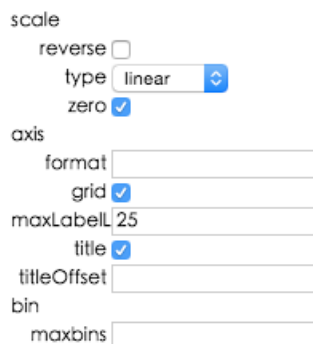 scale
reverse
type linear
zero
axis
format
grid
maxLabelL 25
title
titleOffset
bin
maxbins